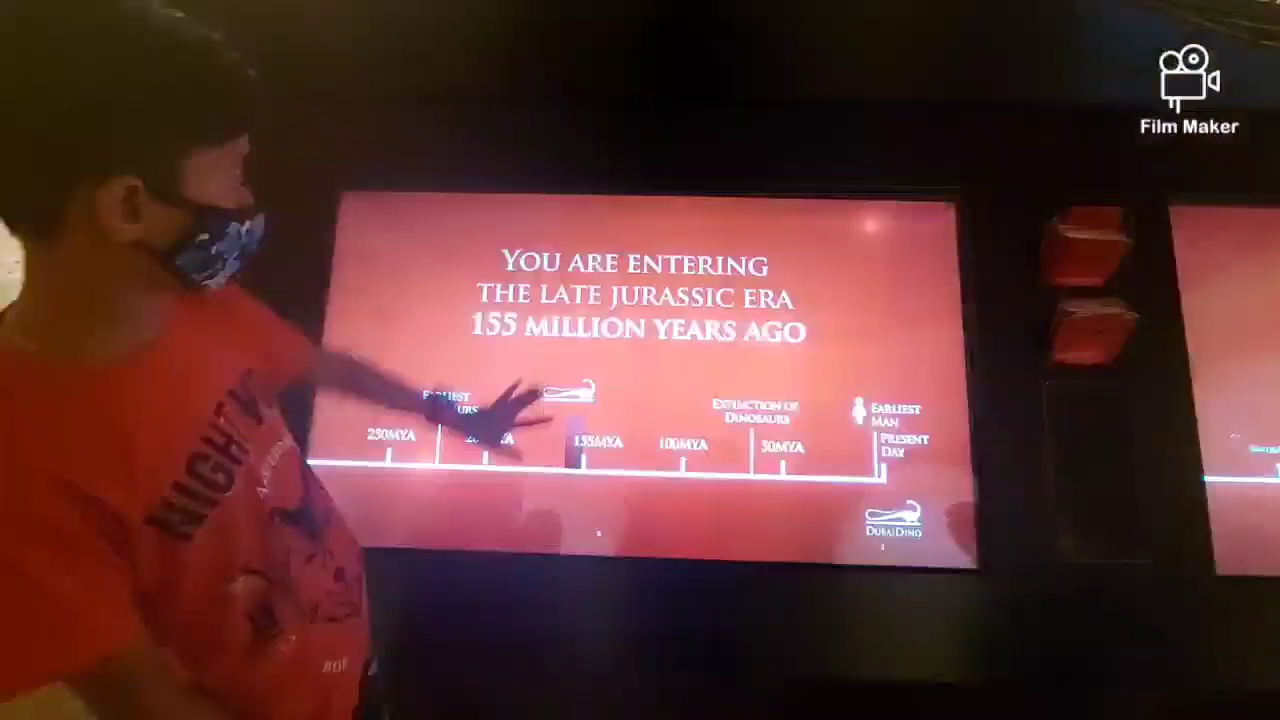 Film Maker
YOU ARE ENTERING
THE LATE JURASSIC ERA
155 MILLION YEARS AGO
EXTINCTION OF
DINOSAURS
EARLIEST
MAN
250MYA
155MYA
100MYA
50MYA
PRESENT
DAY
DUBAIDINO
NIGHT